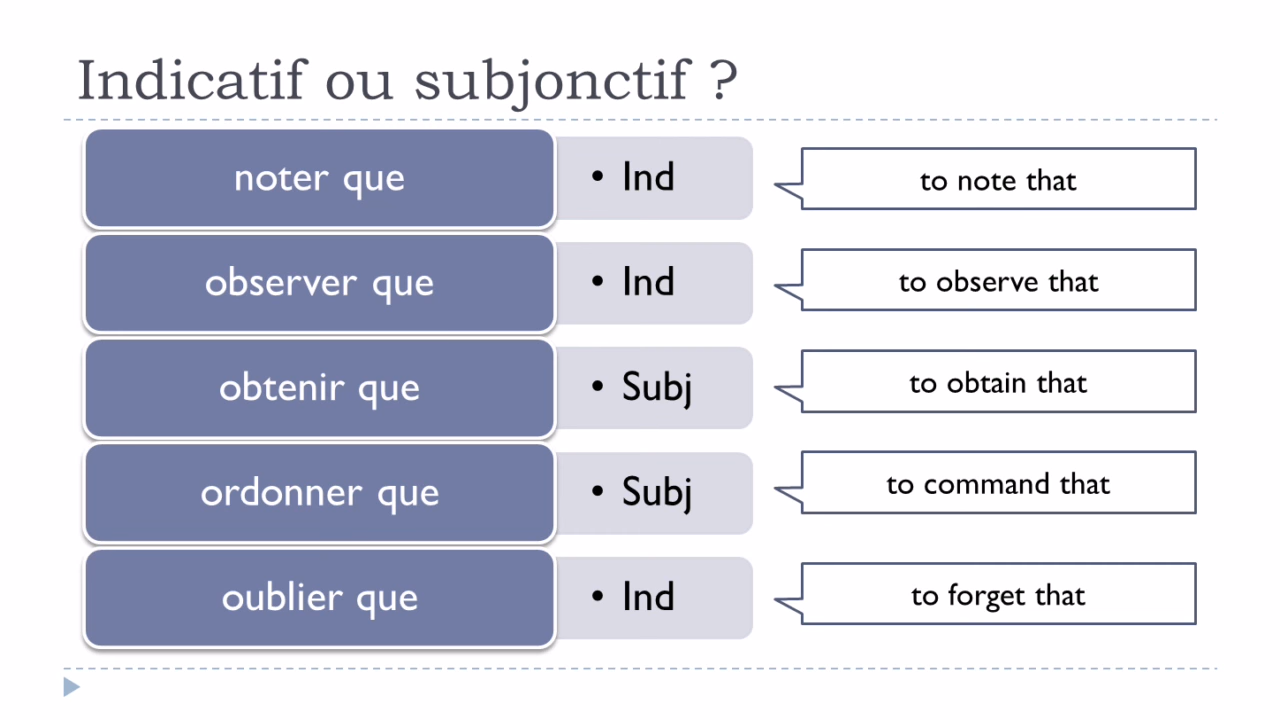 Indicatif ou subjonctif ?
noter que
• Ind
to note that
observer que
• Ind
to observe that
obtenir que
• Subj
to obtain that
ordonner que
• Subj
to command that
oublier que
• Ind
to forget that